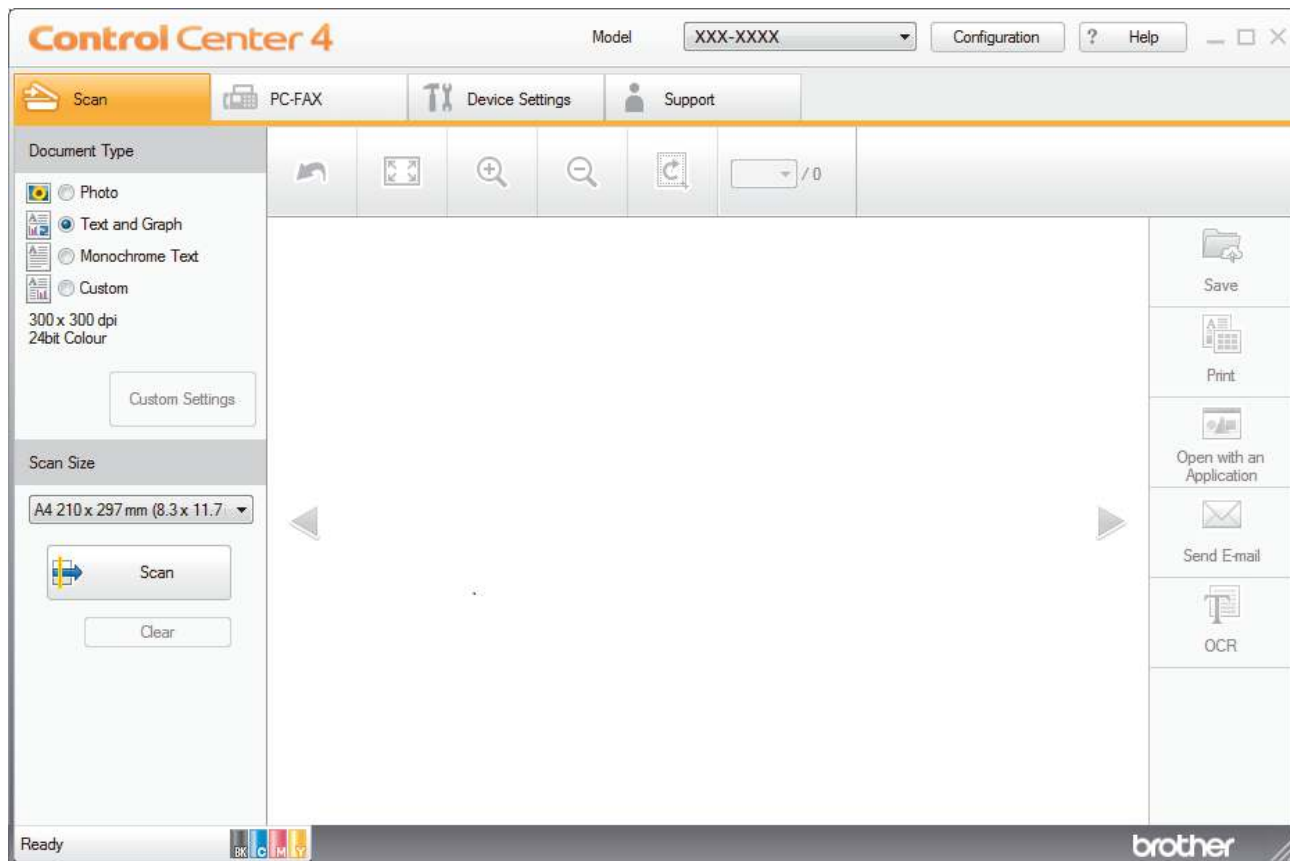 Control Center 4
Model XXX-XXXX Configuration ? Help
Scan PC-FAX Device Settings Support
Document Type
Photo
Text and Graph
Monochrome Text
Custom
300 x 300 dpi
24bit Colour
Custom Settings
Scan Size
A4 210 x 297 mm (8.3 x 11.7
Scan
Clear
/ 0
Save
Print
Open with an
Application
Send E-mail
OCR
Ready BK C M Y brother